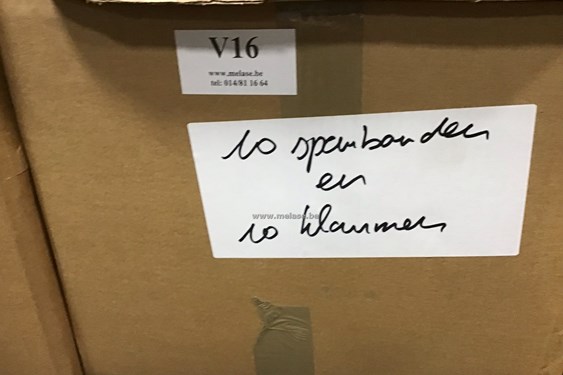 V16
www.melase.be
tel: 014/81 16 64
10 spanbanden
en
www.melase.be
10 klammen